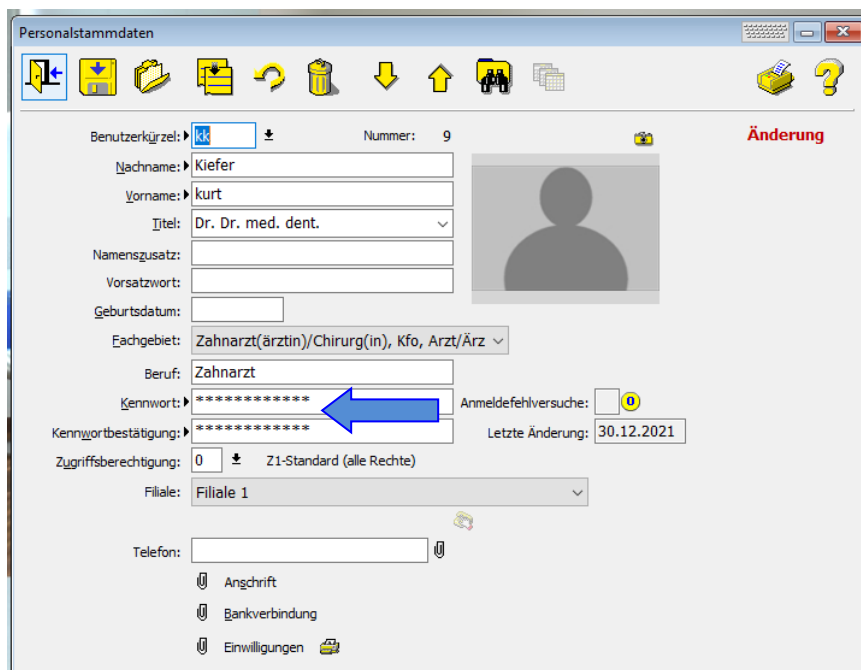 Personalstammdaten
Benutzerkürzel: kk Nummer: 9 Änderung
Nachname: Kiefer
Vorname: kurt
Titel: Dr. Dr. med. dent.
Namenszusatz:
Vorsatzwort:
Geburtsdatum:
Fachgebiet: Zahnarzt(ärztin)/Chirurg(in), Kfo, Arzt/Ärz
Beruf: Zahnarzt
Kennwort: ************ Anmeldefehlversuche: 0
Kennwortbestätigung: ************ Letzte Änderung: 30.12.2021
Zugriffsberechtigung: 0 Z1-Standard (alle Rechte)
Filiale: Filiale 1
Telefon:
Anschrift
Bankverbindung
Einwilligungen